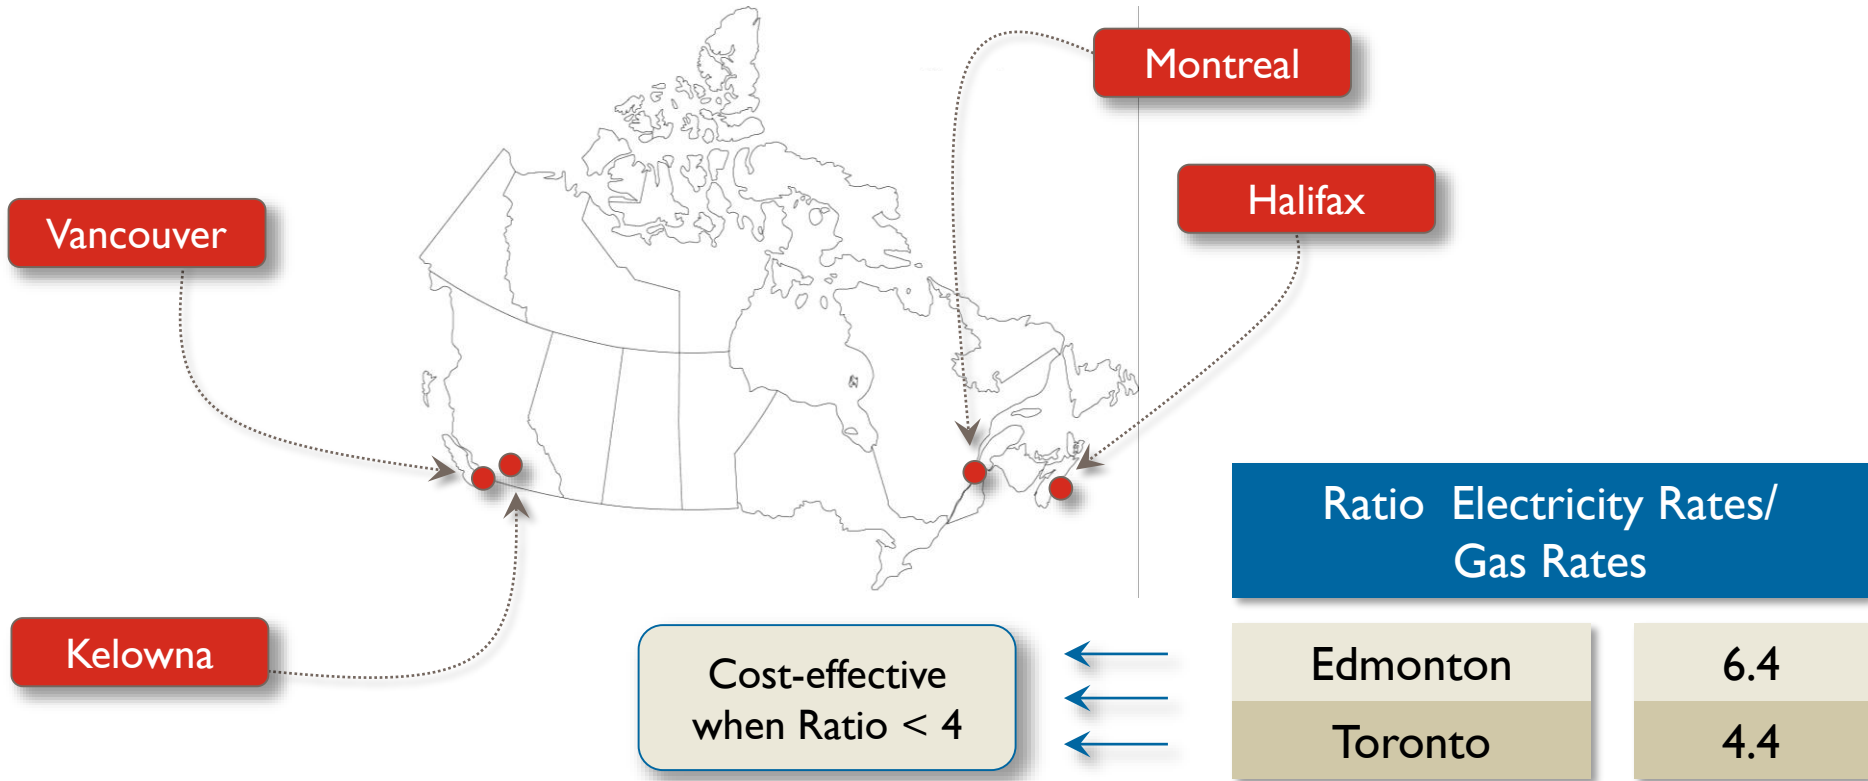 Montreal
Halifax
Vancouver
Kelowna
Ratio Electricity Rates/
Gas Rates
Cost-effective
when Ratio < 4
Edmonton 6.4
Toronto 4.4